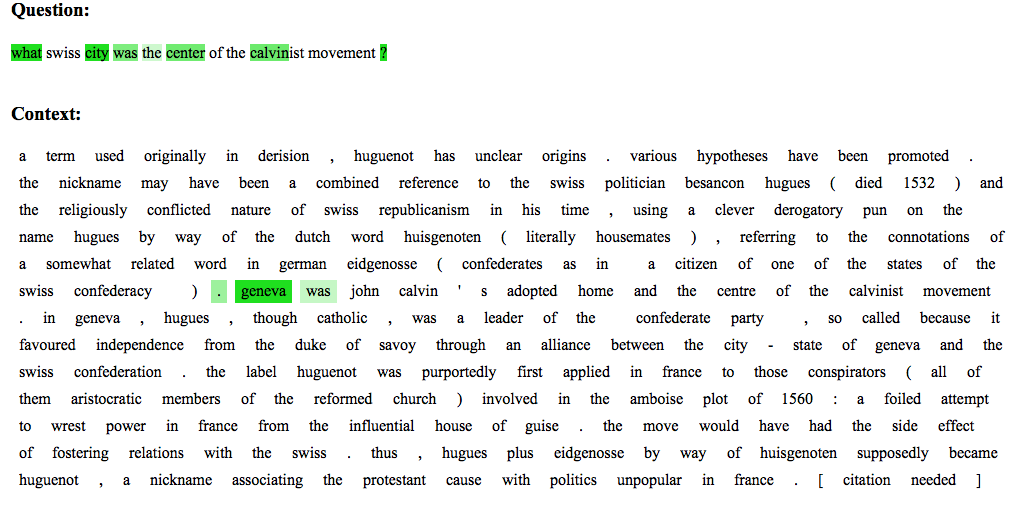 Question:
what swiss city was the center of the calvinist movement ?
Context:
a term used originally in derision , huguenot has unclear origins . various hypotheses have been promoted .
the nickname may have been a combined reference to the swiss politician besancon hugues ( died 1532 ) and
the religiously conflicted nature of swiss republicanism in his time , using a clever derogatory pun on the
name hugues by way of the dutch word huisgenoten ( literally housemates ) , referring to the connotations of
a somewhat related word in german eidgenosse ( confederates as in a citizen of one of the states of the
swiss confederacy ) . geneva was john calvin ' s adopted home and the centre of the calvinist movement
. in geneva , hugues , though catholic , was a leader of the confederate party , so called because it
favoured independence from the duke of savoy through an alliance between the city - state of geneva and the
swiss confederation . the label huguenot was purportedly first applied in france to those conspirators ( all of
them aristocratic members of the reformed church ) involved in the amboise plot of 1560 : a foiled attempt
to wrest power in france from the influential house of guise . the move would have had the side effect
of fostering relations with the swiss . thus , hugues plus eidgenosse by way of huisgenoten supposedly became
huguenot , a nickname associating the protestant cause with politics unpopular in france . [ citation needed ]